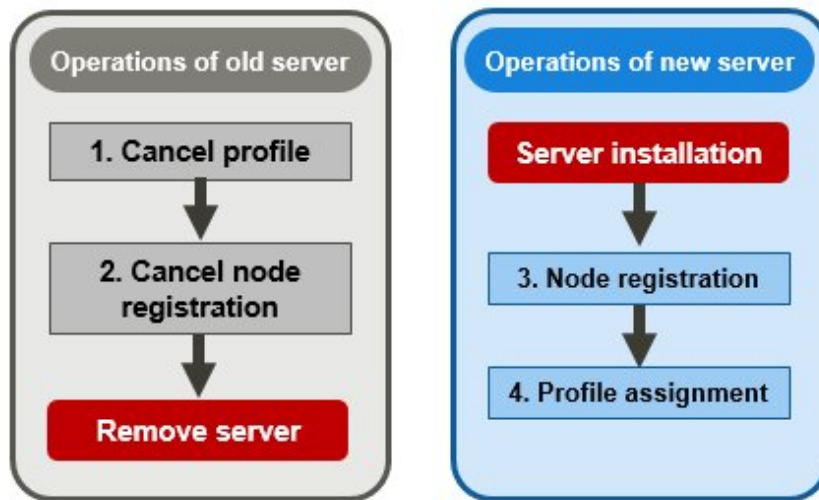 Operations of old server
1. Cancel profile
2. Cancel node
registration
Remove server
Operations of new server
Server installation
3. Node registration
4. Profile assignment